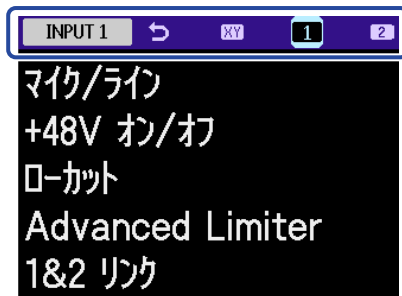 INPUT 1 XY 1 2
マイク/ライン
+48V オン/オフ
ローカット
Advanced Limiter
1&2 リンク